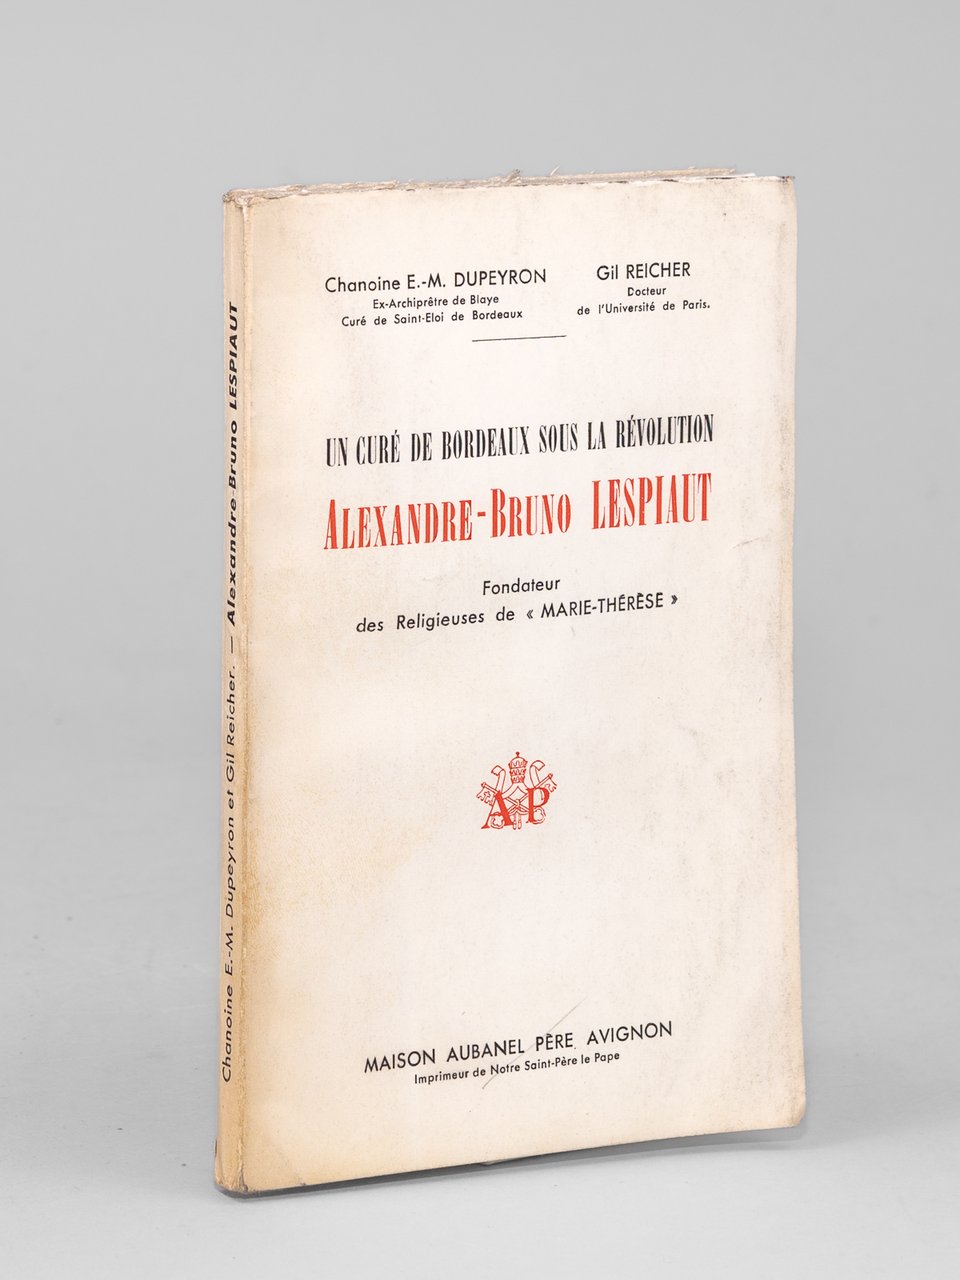 Chanoine E.-M. DUPEYRON
Ex-Archiprêtre de Blaye
Curé de Saint-Eloi de Bordeaux
Gil REICHER
Docteur
de l'Université de Paris.
UN CURÉ DE BORDEAUX SOUS LA RÉVOLUTION
ALEXANDRE-BRUNO LESPIAUT
Fondateur
des Religieuses de « MARIE-THÉRÈSE »
AP
MAISON AUBANEL PÈRE, AVIGNON
Imprimeur de Notre Saint-Père le Pape
Chanoine E.-M. Dupeyron et Gil Reicher. — Alexandre-Bruno LESPIAUT